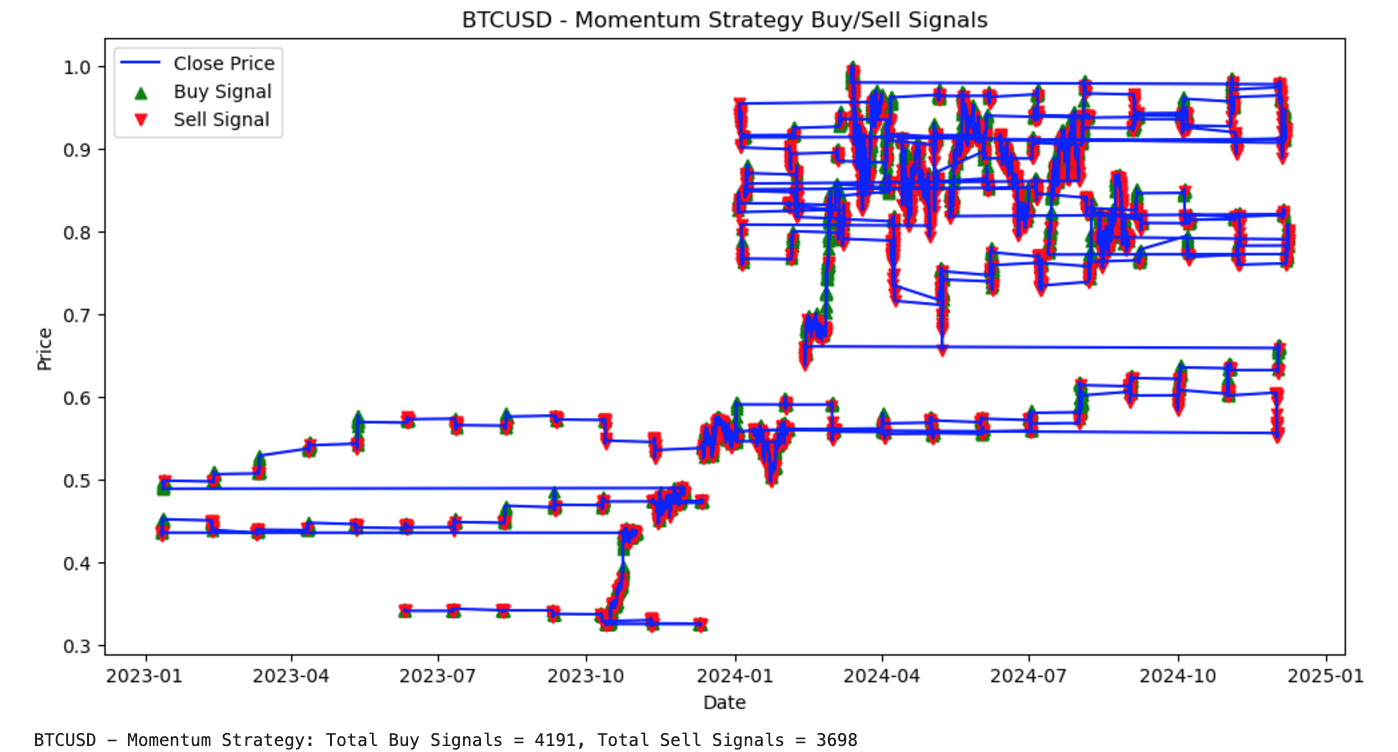 BTCUSD - Momentum Strategy Buy/Sell Signals
Close Price
Buy Signal
Sell Signal
Price
1.0
0.9
0.8
0.7
0.6
0.5
0.4
0.3
2023-01 2023-04 2023-07 2023-10 2024-01 2024-04 2024-07 2024-10 2025-01
Date
BTCUSD – Momentum Strategy: Total Buy Signals = 4191, Total Sell Signals = 3698